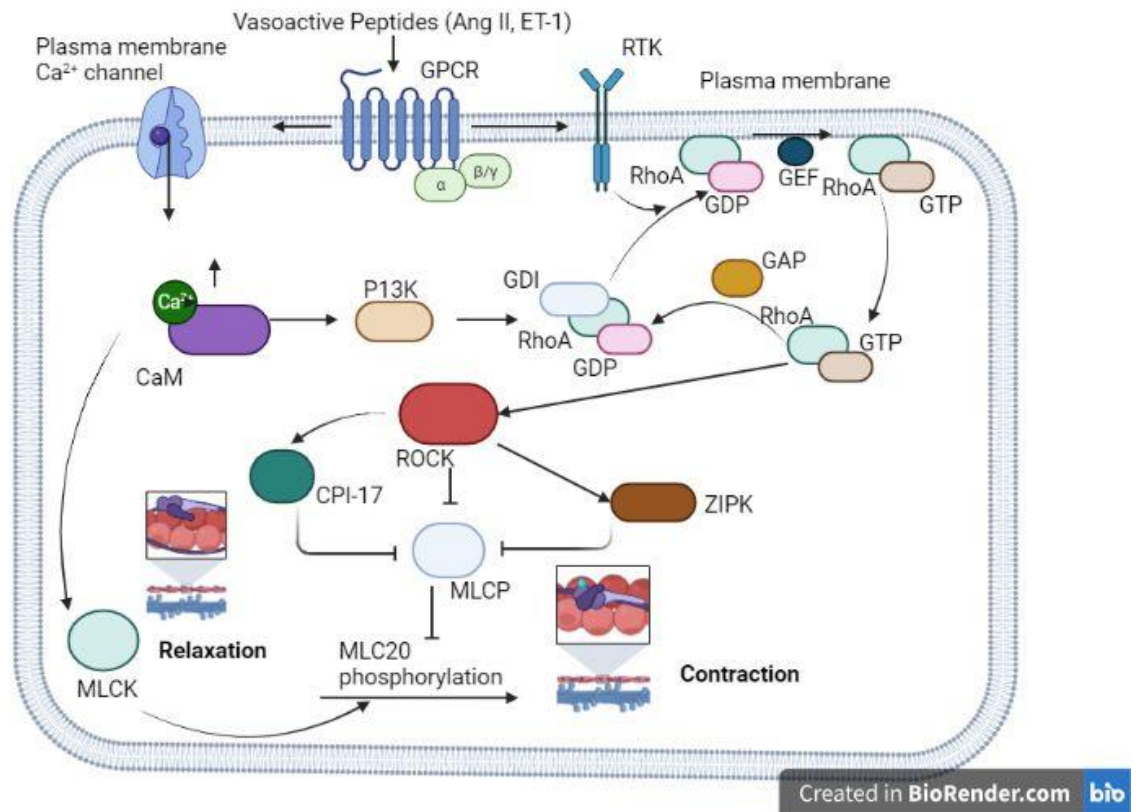 Vasoactive Peptides (Ang II, ET-1)
Plasma membrane
Ca²⁺ channel
GPCR
RTK
Plasma membrane
α
β/γ
RhoA
GDP
GEF
RhoA
GTP
Ca²⁺
CaM
P13K
GDI
RhoA
GDP
GAP
RhoA
GTP
ROCK
CPI-17
ZIPK
MLCP
MLCK
Relaxation
MLC20
phosphorylation
Contraction
Created in BioRender.com bio